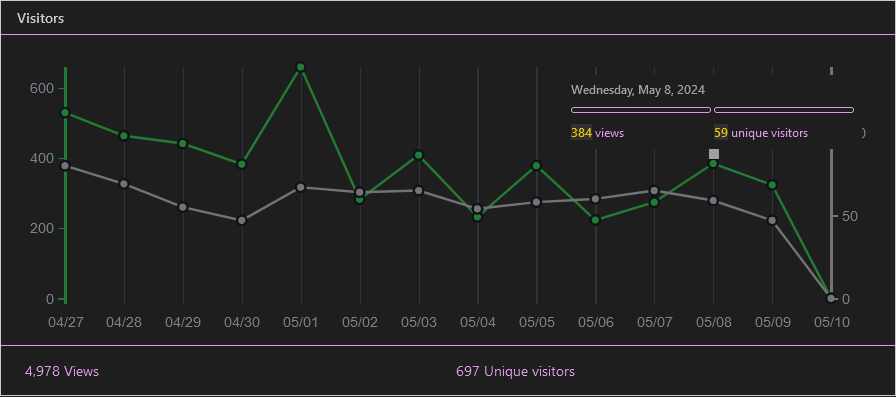 Visitors
600
400
200
0
Wednesday, May 8, 2024
384 views
59 unique visitors
50
0
04/27 04/28 04/29 04/30 05/01 05/02 05/03 05/04 05/05 05/06 05/07 05/08 05/09 05/10
4,978 Views
697 Unique visitors